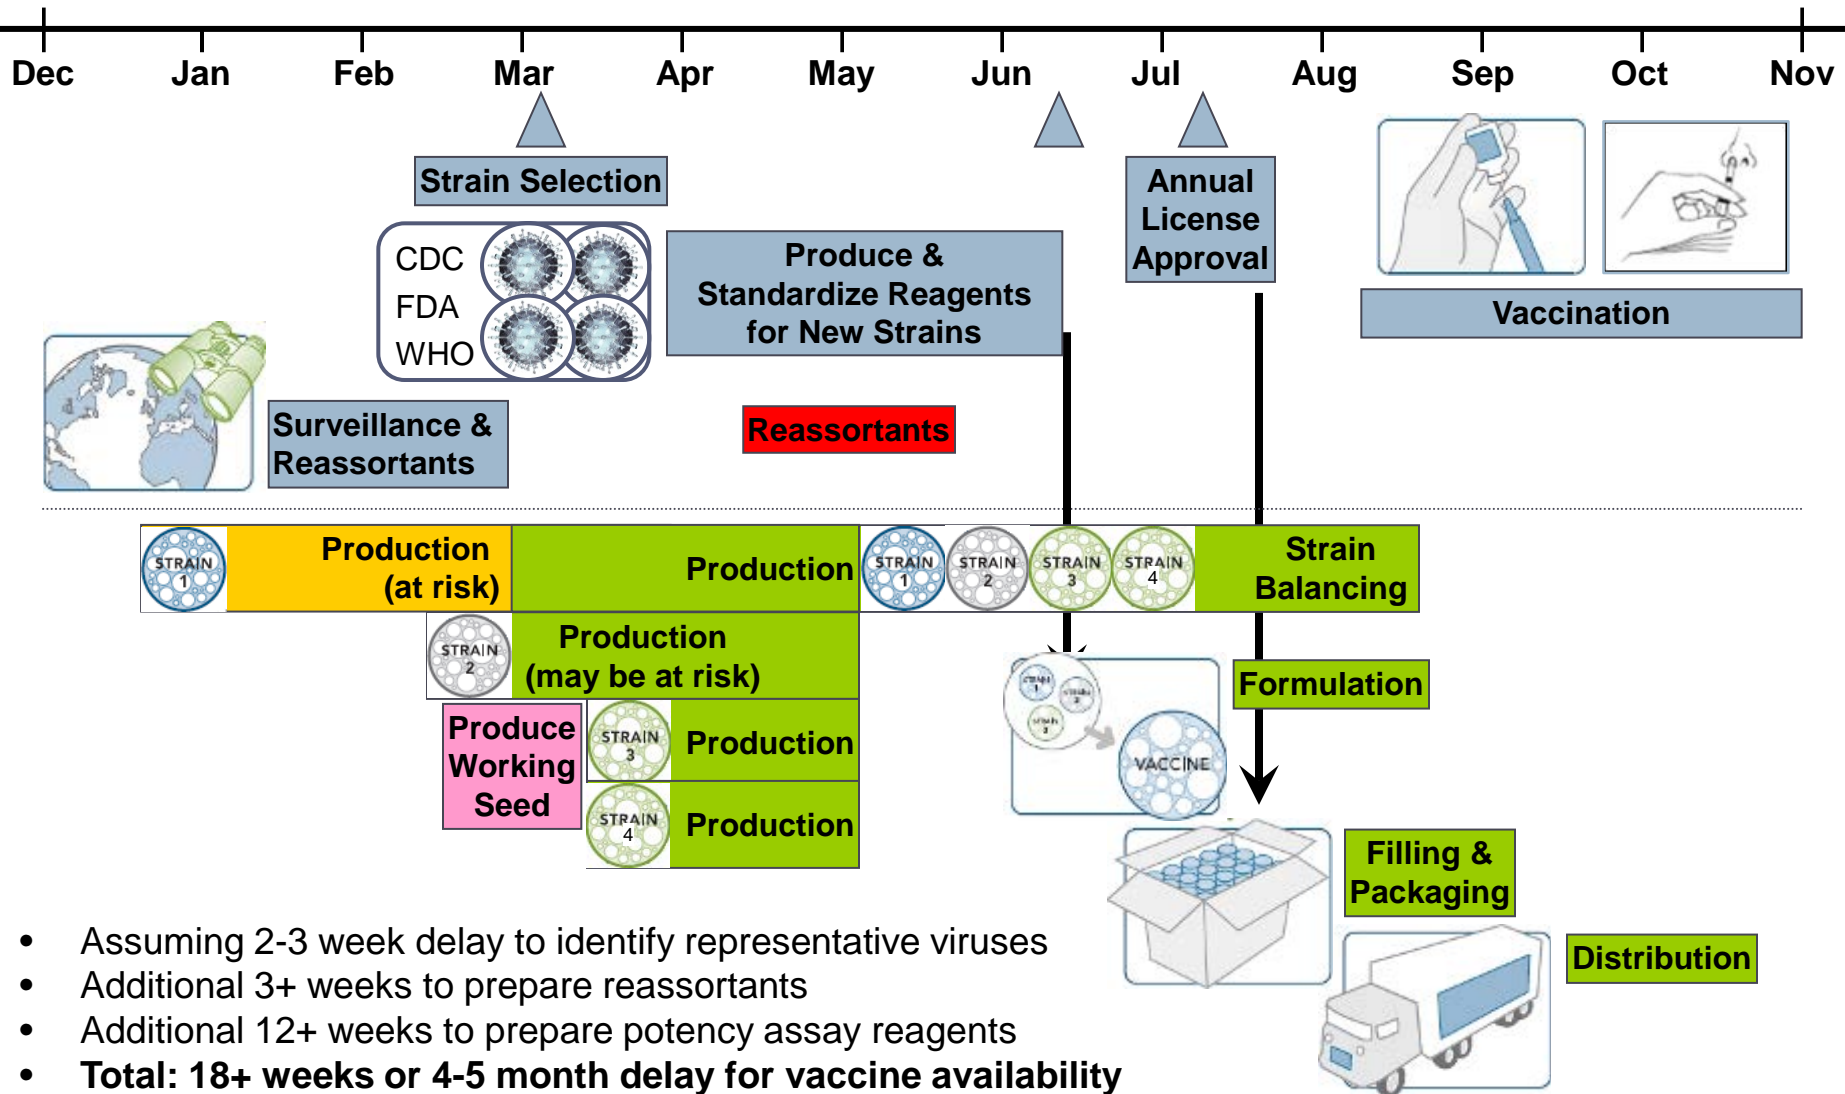 Dec Jan Feb Mar Apr May Jun Jul Aug Sep Oct Nov
Strain Selection
Annual
License
Approval
CDC
FDA
WHO
Produce &
Standardize Reagents
for New Strains
Vaccination
Surveillance &
Reassortants
Reassortants
STRAIN
1
Production
(at risk)
Production
STRAIN
1
STRAIN
2
STRAIN
3
STRAIN
4
Strain
Balancing
STRAIN
2
Production
(may be at risk)
Produce
Working
Seed
STRAIN
3
Production
STRAIN
4
Production
STRAIN
1
STRAIN
STRAIN
VACCINE
Formulation
Filling &
Packaging
Distribution
• Assuming 2-3 week delay to identify representative viruses
• Additional 3+ weeks to prepare reassortants
• Additional 12+ weeks to prepare potency assay reagents
• Total: 18+ weeks or 4-5 month delay for vaccine availability